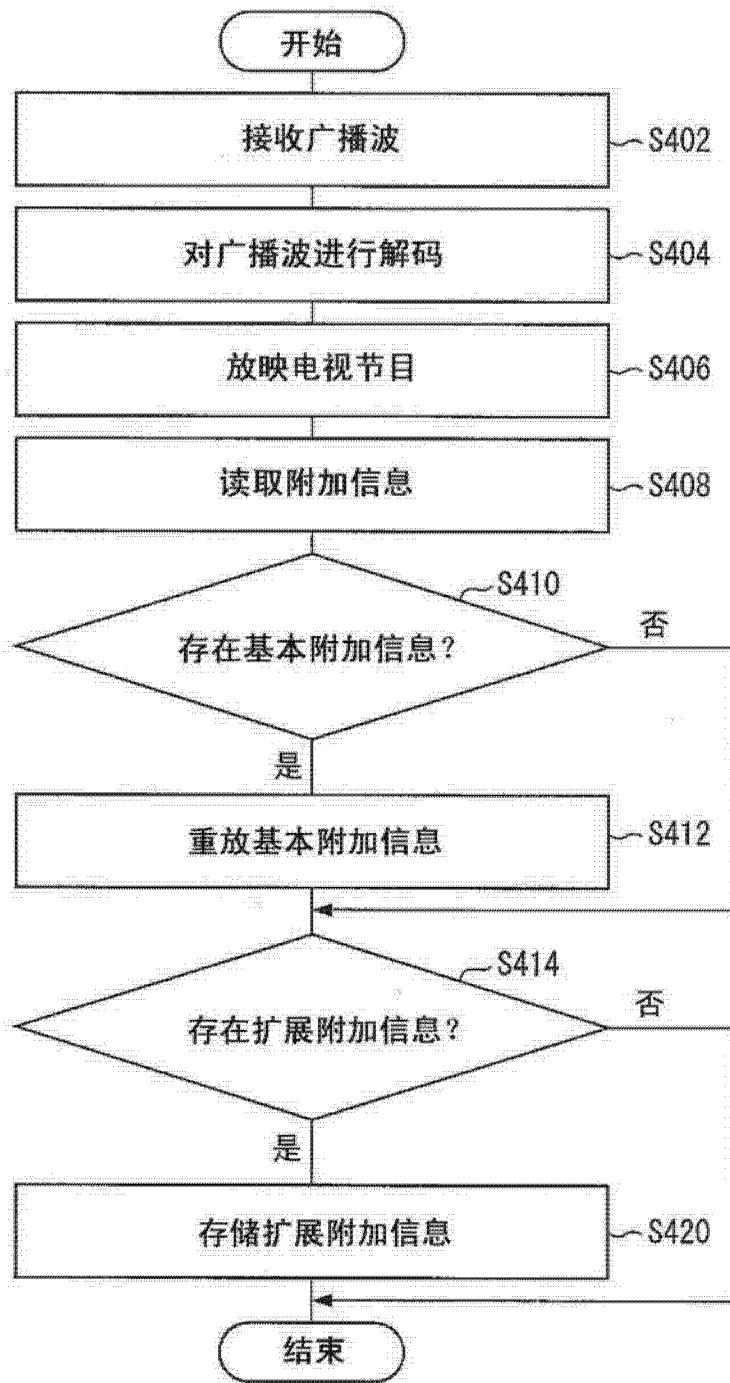 开始
接收广播波
S402
对广播波进行解码
S404
放映电视节目
S406
读取附加信息
S408
S410
存在基本附加信息?
否
是
重放基本附加信息
S412
S414
存在扩展附加信息?
否
是
存储扩展附加信息
S420
结束